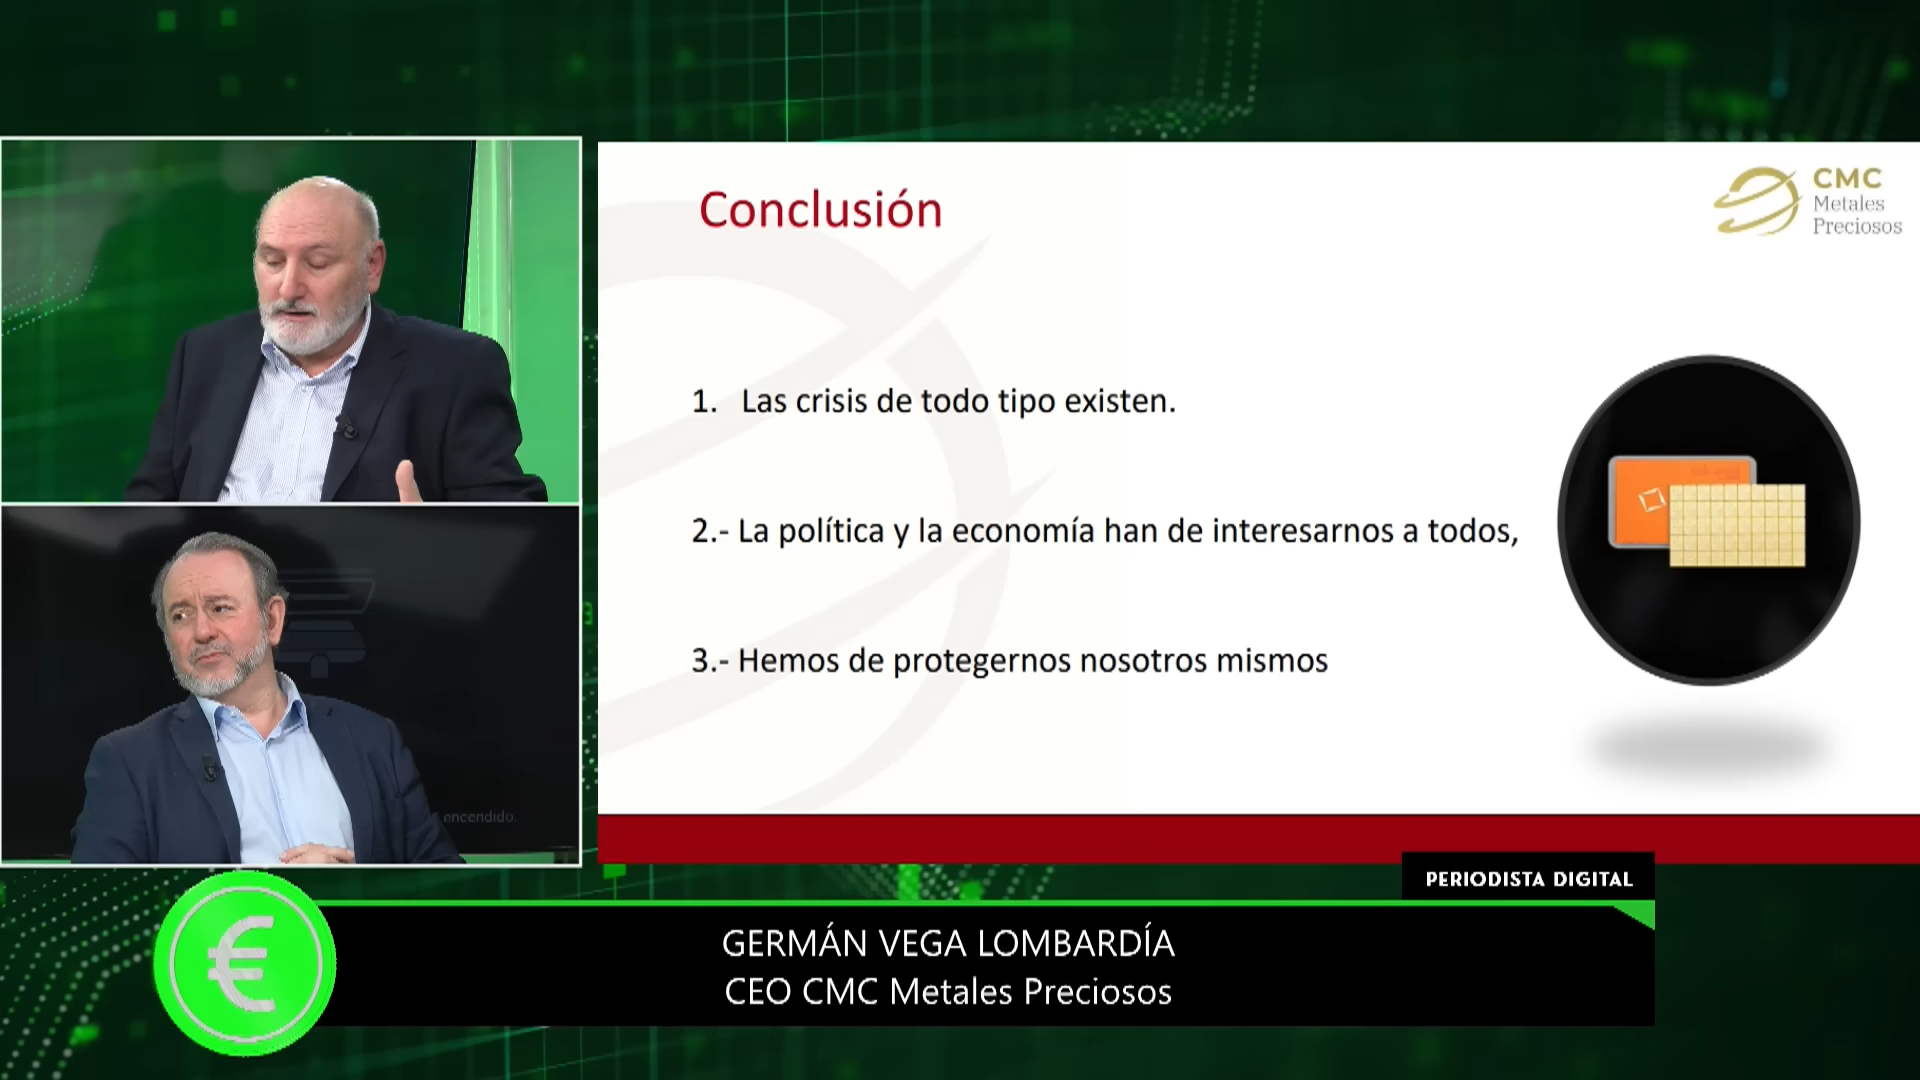 Conclusión
CMC
Metales
Preciosos
1. Las crisis de todo tipo existen.
2.- La política y la economía han de interesarnos a todos,
3.- Hemos de protegernos nosotros mismos
encendido.
PERIODISTA DIGITAL
€
GERMÁN VEGA LOMBARDÍA
CEO CMC Metales Preciosos